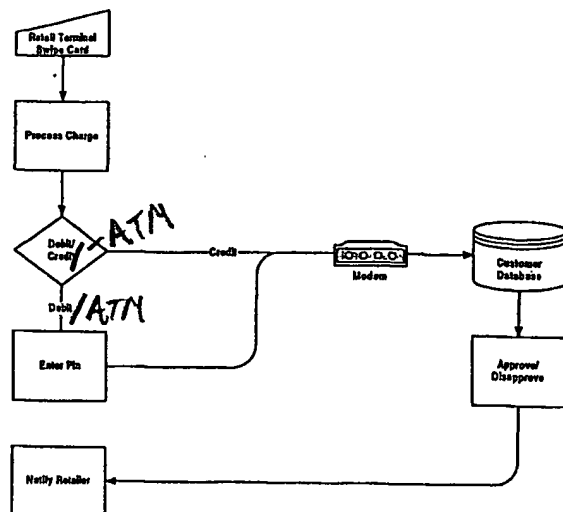 Retail Terminal
Swipe Card
Process Charge
Debit/
Credit/ATM
Credit
Modem
Customer
Database
Debit/ATM
Enter Pin
Approve/
Disapprove
Notify Retailer